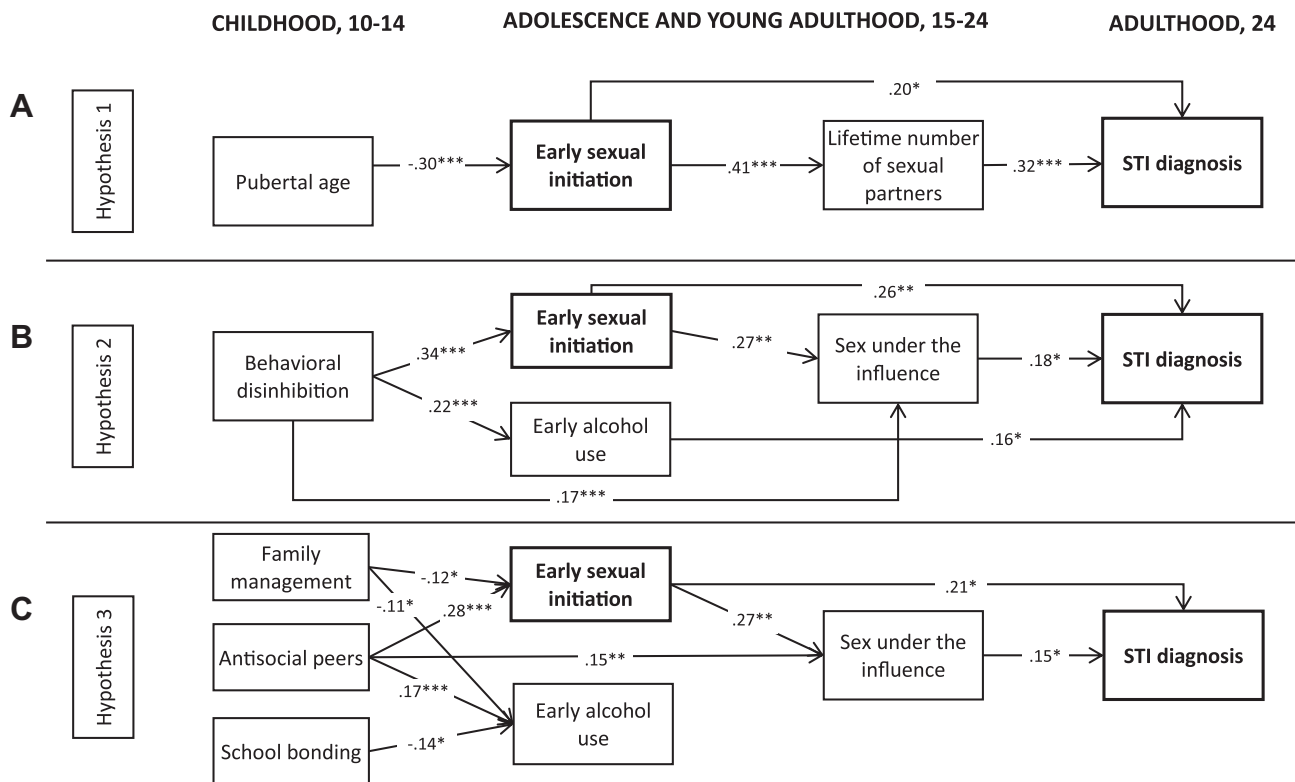 CHILDHOOD, 10-14
ADOLESCENCE AND YOUNG ADULTHOOD, 15-24
ADULTHOOD, 24
A
Hypothesis 1
Pubertal age
-.30***
Early sexual
initiation
.41***
Lifetime number
of sexual
partners
.32***
.20*
STI diagnosis
B
Hypothesis 2
Behavioral
disinhibition
.34***
.22***
.17***
Early sexual
initiation
Early alcohol
use
.26**
.27**
Sex under the
influence
.18*
.16*
STI diagnosis
C
Hypothesis 3
Family
management
Antisocial peers
School bonding
-.12*
-.11*
.28***
.17***
-.14*
Early sexual
initiation
Early alcohol
use
.21*
.27**
.15**
Sex under the
influence
.15*
STI diagnosis